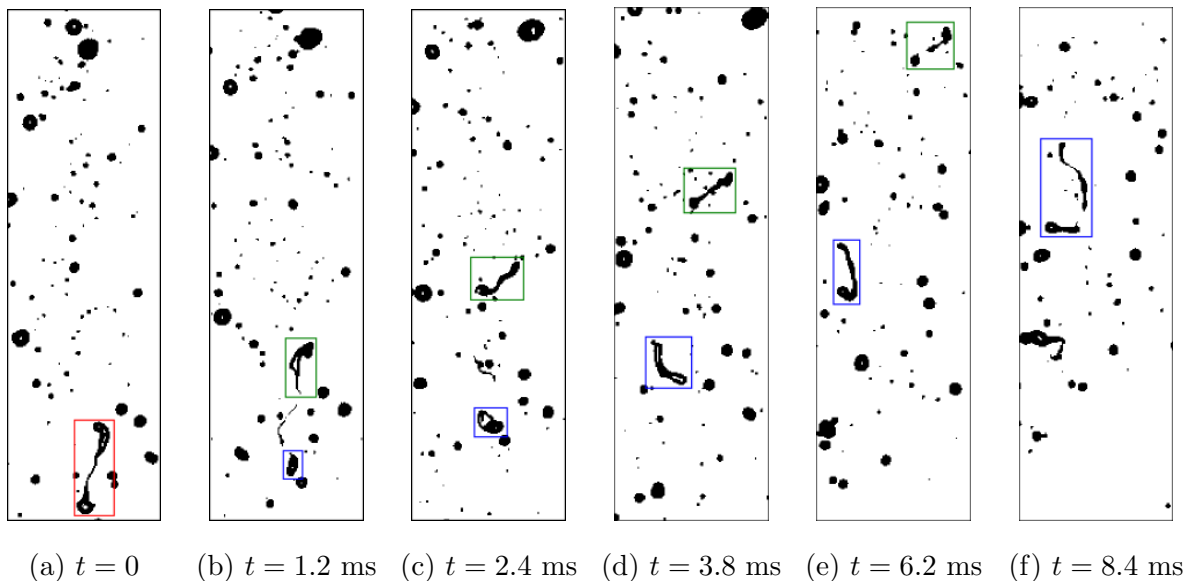 (a) t = 0 (b) t = 1.2 ms (c) t = 2.4 ms (d) t = 3.8 ms (e) t = 6.2 ms (f) t = 8.4 ms